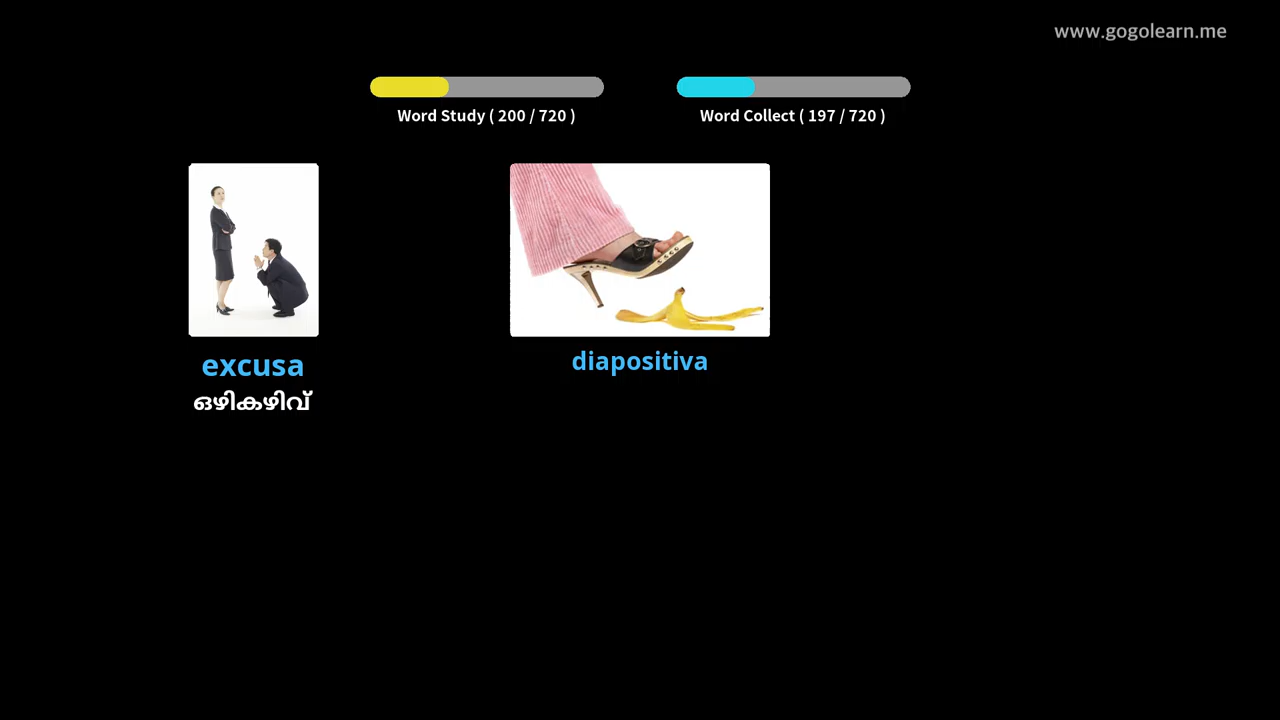 www.gogolearn.me
Word Study ( 200 / 720 )
Word Collect ( 197 / 720 )
excusa
ഒഴികഴിവ്
diapositiva